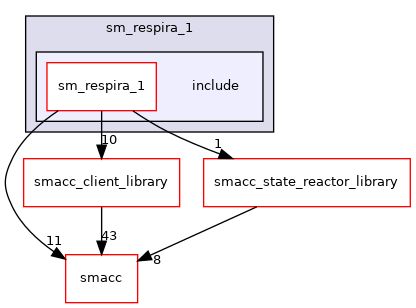 sm_respira_1
sm_respira_1
include
10
1
smacc_client_library
smacc_state_reactor_library
11
43
8
smacc